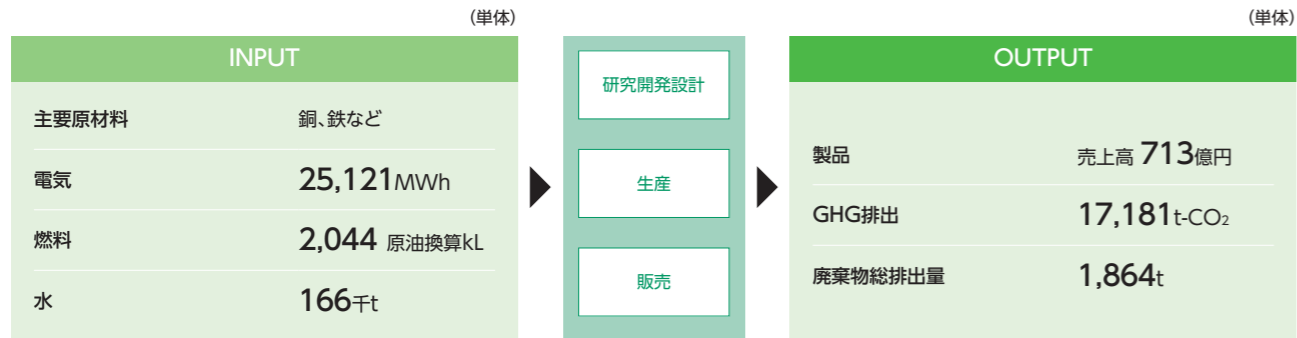 (単体)
INPUT
主要原材料 銅、鉄など
電気 25,121MWh
燃料 2,044 原油換算kL
水 166千t
研究開発設計
生産
販売
(単体)
OUTPUT
製品 売上高 713億円
GHG排出 17,181t-CO₂
廃棄物総排出量 1,864t